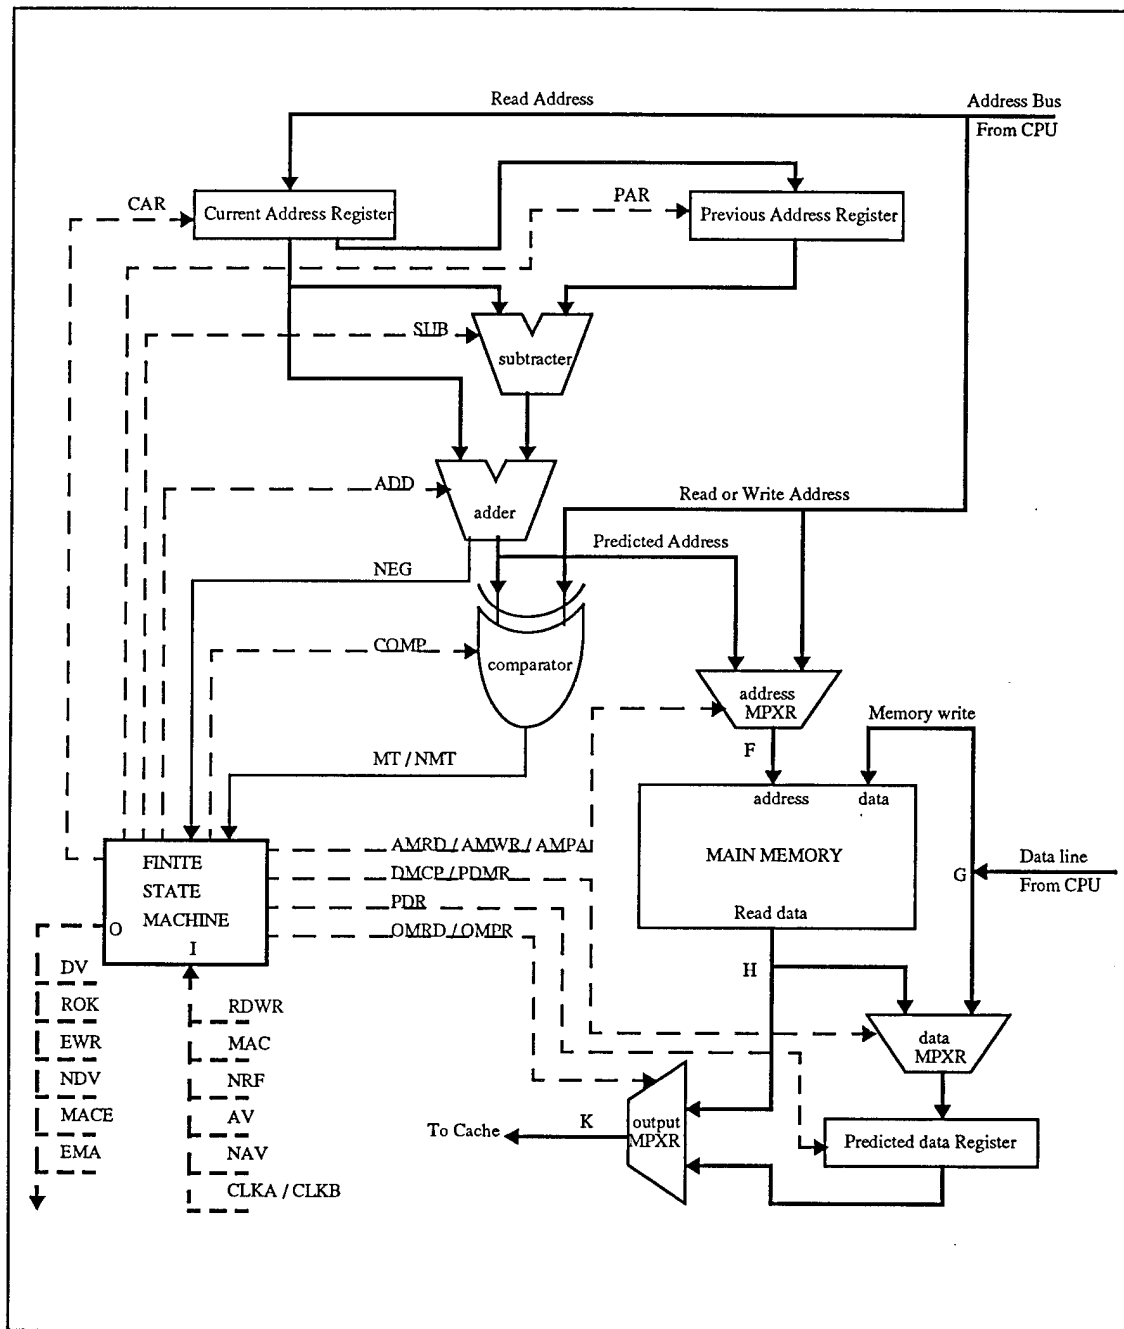 Read Address
Address Bus
From CPU
CAR
Current Address Register
PAR
Previous Address Register
SUB
subtracter
ADD
adder
Read or Write Address
Predicted Address
NEG
COMP
comparator
address
MPXR
Memory write
F
MT / NMT
address
data
MAIN MEMORY
Data line
From CPU
G
Read data
FINITE
STATE
MACHINE
O
I
AMRD / AMWR / AMPA
DMCP / PDMR
PDR
OMRD / OMPR
H
DV
ROK
EWR
NDV
MACE
EMA
RDWR
MAC
NRF
AV
NAV
CLKA / CLKB
data
MPXR
output
MPXR
K
To Cache
Predicted data Register